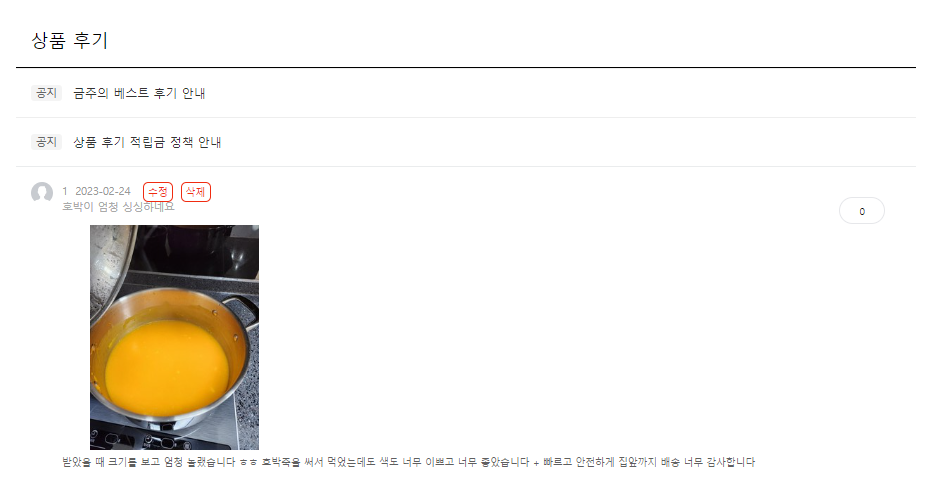 상품 후기
공지 금주의 베스트 후기 안내
공지 상품 후기 적립금 정책 안내
1 2023-02-24 수정 삭제
호박이 엄청 싱싱하네요
0
받았을 때 크기를 보고 엄청 놀랬습니다 ㅎㅎ 호박죽을 써서 먹었는데도 색도 너무 이쁘고 너무 좋았습니다 + 빠르고 안전하게 집앞까지 배송 너무 감사합니다